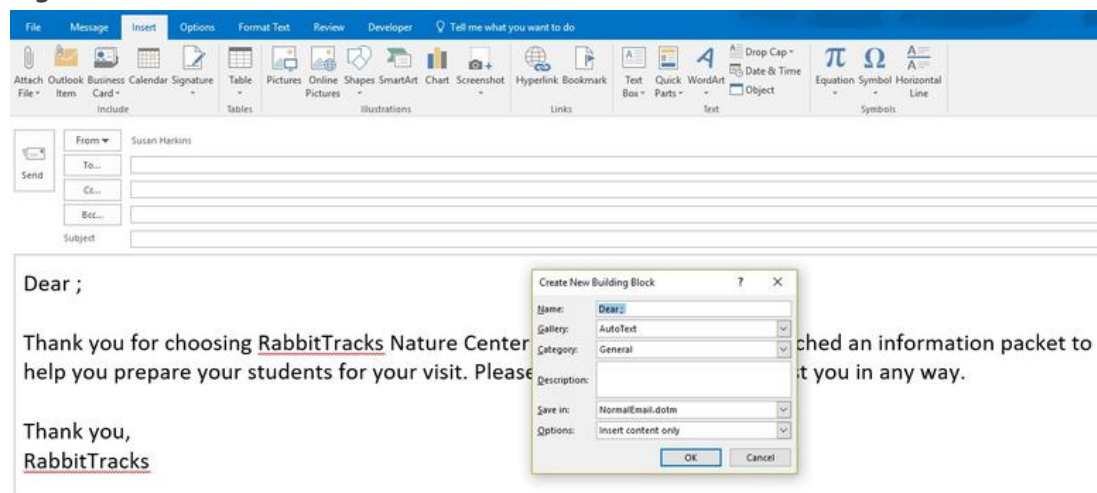 File Message Insert Options Format Text Review Developer Tell me what you want to do
Attach File Outlook Item Business Card Calendar Signature Table Pictures Online Pictures Shapes SmartArt Chart Screenshot Hyperlink Bookmark Text Box Quick Parts WordArt Drop Cap Equation Symbol Horizontal Line
Date & Time
Object
Include Tables Illustrations Links Text Symbols
From Susan Harkins
To...
Send
Cc...
Bcc...
Subject
Dear ;
Thank you for choosing RabbitTracks Nature Center ched an information packet to
help you prepare your students for your visit. Please t you in any way.
Thank you,
RabbitTracks
Create New Building Block ? X
Name: Dear ;
Gallery: AutoText
Category: General
Description:
Save in: NormalEmail.dotm
Options: Insert content only
OK Cancel